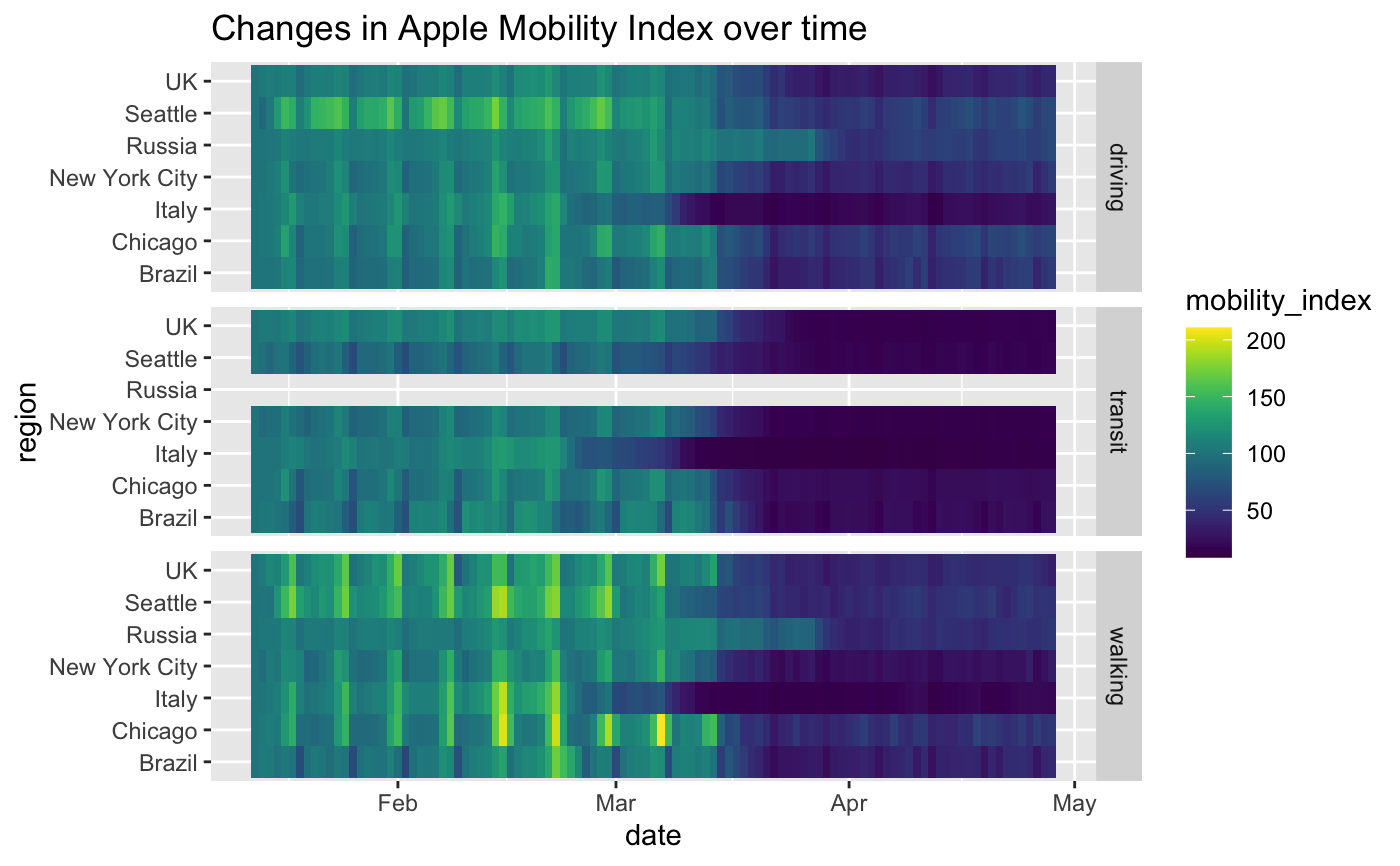 Changes in Apple Mobility Index over time
UK
Seattle
Russia
New York City
Italy
Chicago
Brazil
driving
UK
Seattle
Russia
New York City
Italy
Chicago
Brazil
transit
UK
Seattle
Russia
New York City
Italy
Chicago
Brazil
walking
region
Feb
Mar
Apr
May
date
mobility_index
200
150
100
50